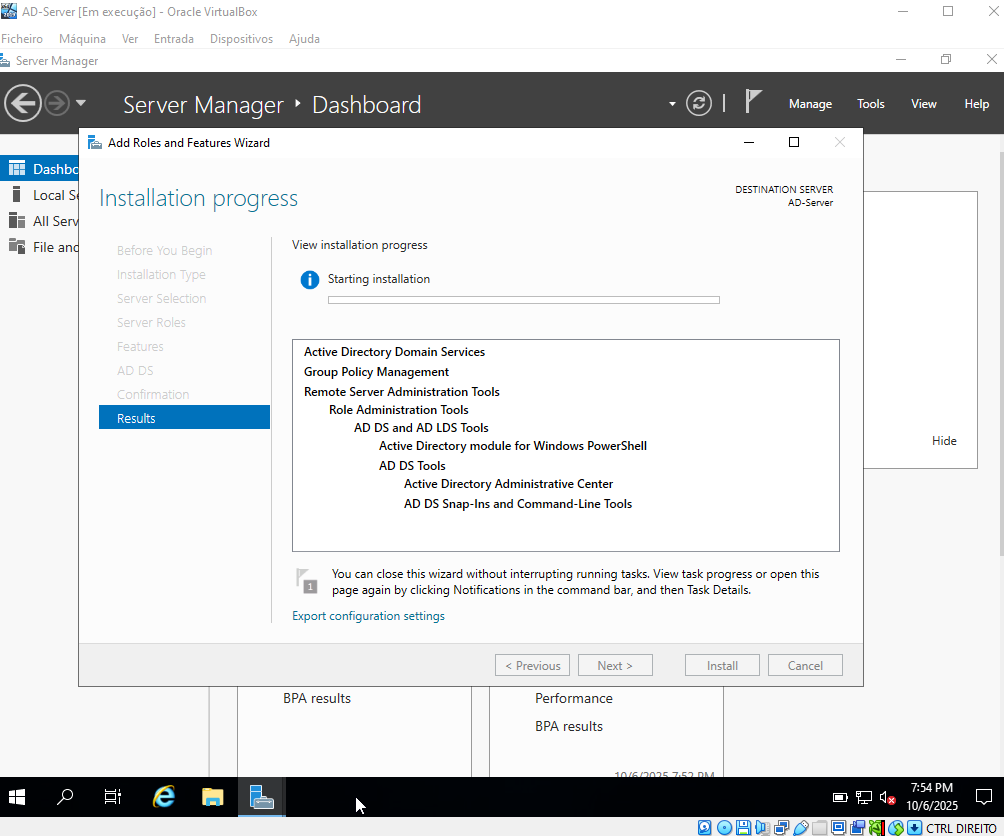 AD-Server [Em execução] - Oracle VirtualBox
Ficheiro Máquina Ver Entrada Dispositivos Ajuda
Server Manager
Server Manager Dashboard
Manage Tools View Help
Add Roles and Features Wizard
Dashbo
Local Se
All Serv
File and
Installation progress
DESTINATION SERVER
AD-Server
Before You Begin
Installation Type
Server Selection
Server Roles
Features
AD DS
Confirmation
Results
View installation progress
Starting installation
Active Directory Domain Services
Group Policy Management
Remote Server Administration Tools
Role Administration Tools
AD DS and AD LDS Tools
Active Directory module for Windows PowerShell
AD DS Tools
Active Directory Administrative Center
AD DS Snap-Ins and Command-Line Tools
1
You can close this wizard without interrupting running tasks. View task progress or open this
page again by clicking Notifications in the command bar, and then Task Details.
Export configuration settings
< Previous Next > Install Cancel
Hide
BPA results
Performance
BPA results
10/6/2025 7:52 PM
7:54 PM
10/6/2025
CTRL DIREITO